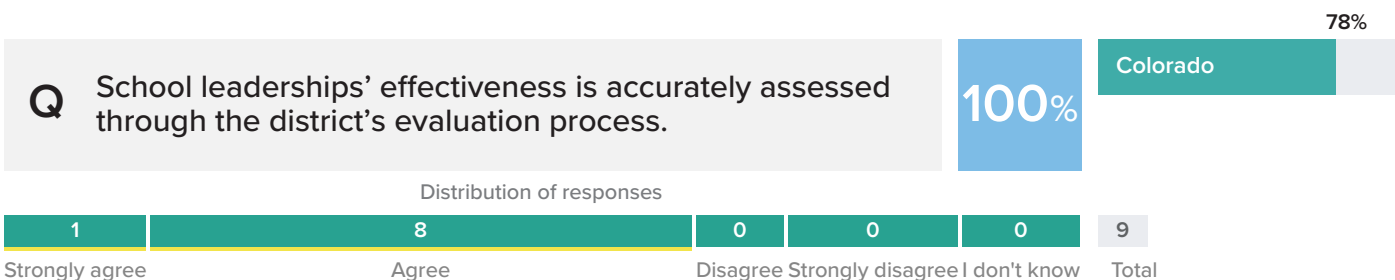 78%
Q
School leaderships’ effectiveness is accurately assessed
through the district’s evaluation process.
100%
Colorado
Distribution of responses
1 8 0 0 0 9
Strongly agree Agree Disagree Strongly disagree I don't know Total